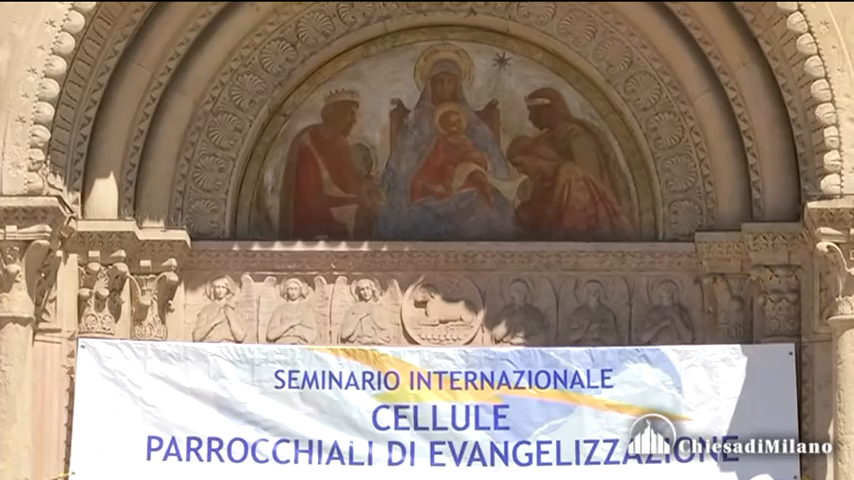 SEMINARIO INTERNAZIONALE
CELLULE
PARROCCHIALI DI EVANGELIZZAZIONE
ChiesadiMilano